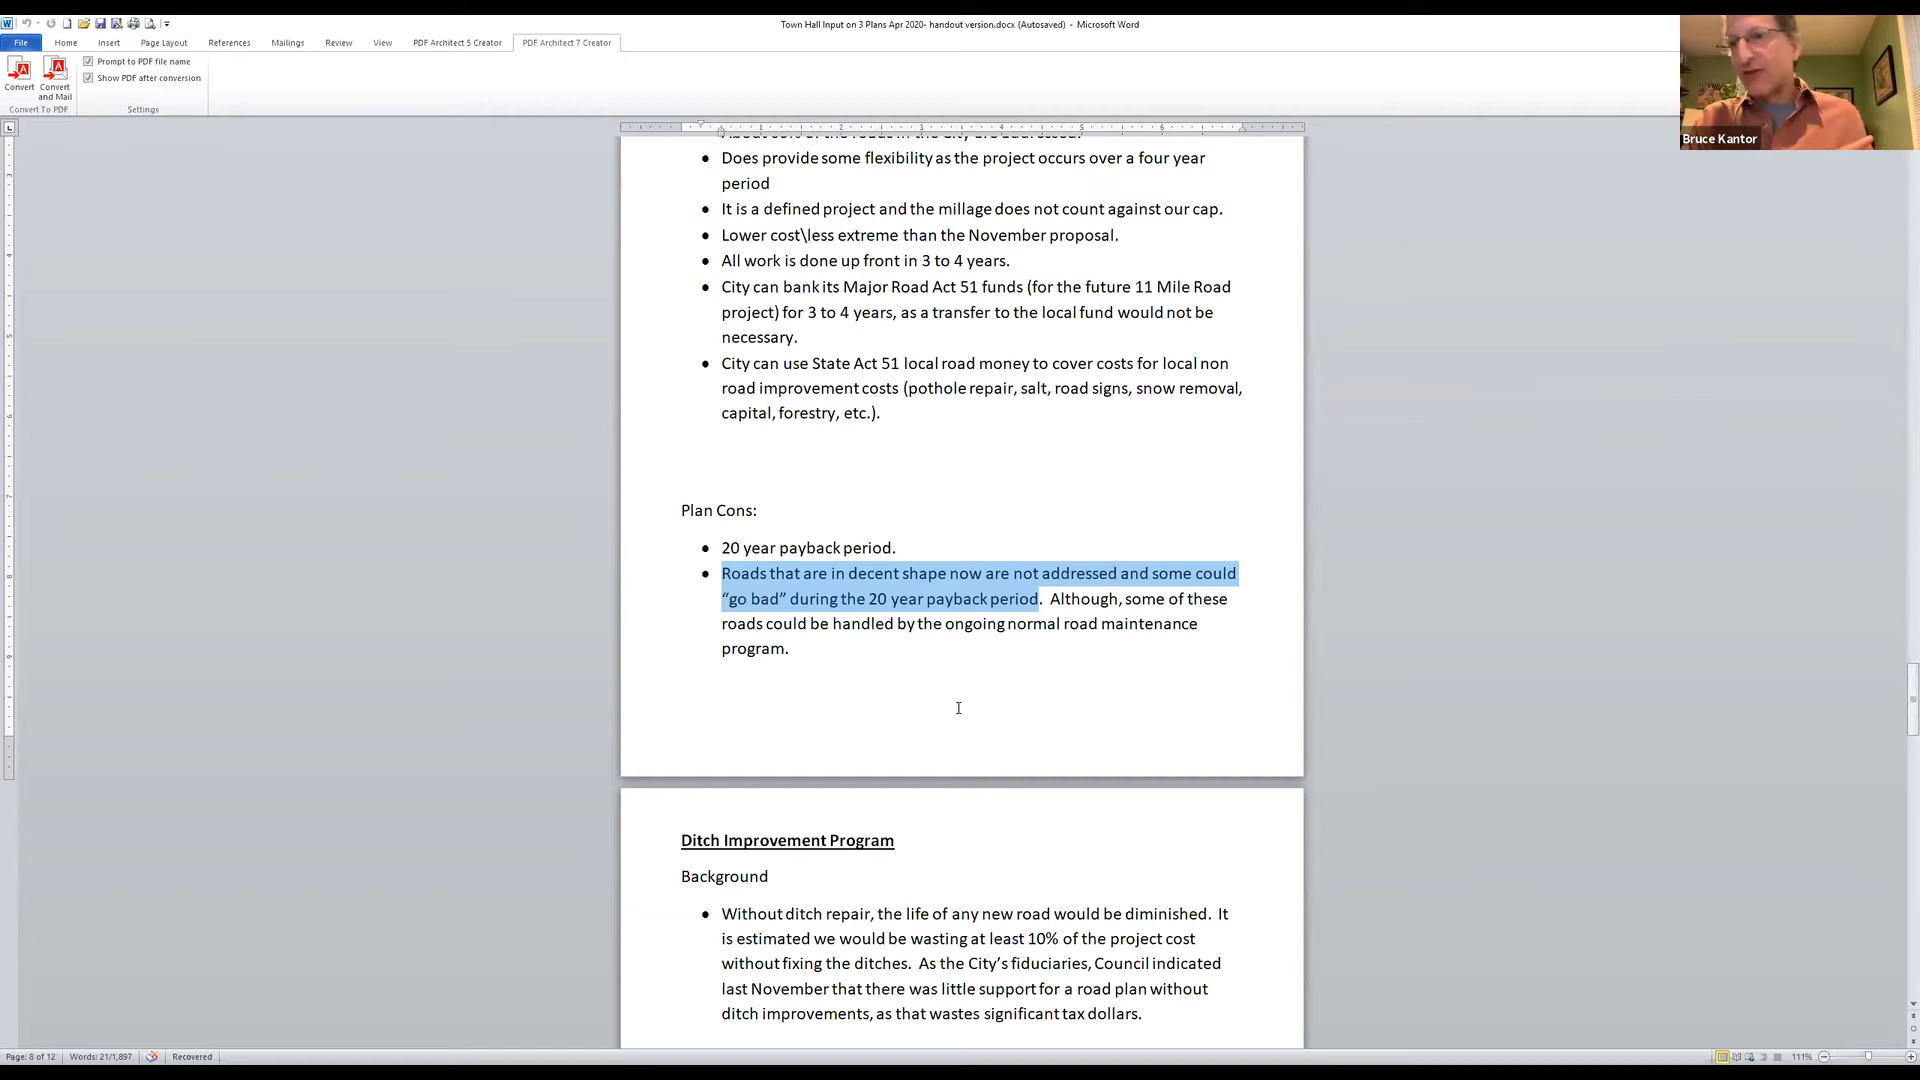 Town Hall Input on 3 Plans Apr 2020- handout version.docx (Autosaved) - Microsoft Word
File Home Insert Page Layout References Mailings Review View PDF Architect 5 Creator PDF Architect 7 Creator
Convert
Convert and Mail
Prompt to PDF file name
Show PDF after conversion
Convert To PDF
Settings
Bruce Kantor
• Does provide some flexibility as the project occurs over a four year
period
• It is a defined project and the millage does not count against our cap.
• Lower cost\less extreme than the November proposal.
• All work is done up front in 3 to 4 years.
• City can bank its Major Road Act 51 funds (for the future 11 Mile Road
project) for 3 to 4 years, as a transfer to the local fund would not be
necessary.
• City can use State Act 51 local road money to cover costs for local non
road improvement costs (pothole repair, salt, road signs, snow removal,
capital, forestry, etc.).
Plan Cons:
• 20 year payback period.
• Roads that are in decent shape now are not addressed and some could
“go bad” during the 20 year payback period. Although, some of these
roads could be handled by the ongoing normal road maintenance
program.
Ditch Improvement Program
Background
• Without ditch repair, the life of any new road would be diminished. It
is estimated we would be wasting at least 10% of the project cost
without fixing the ditches. As the City’s fiduciaries, Council indicated
last November that there was little support for a road plan without
ditch improvements, as that wastes significant tax dollars.
Page: 8 of 12 Words: 21/1,897 Recovered 111%